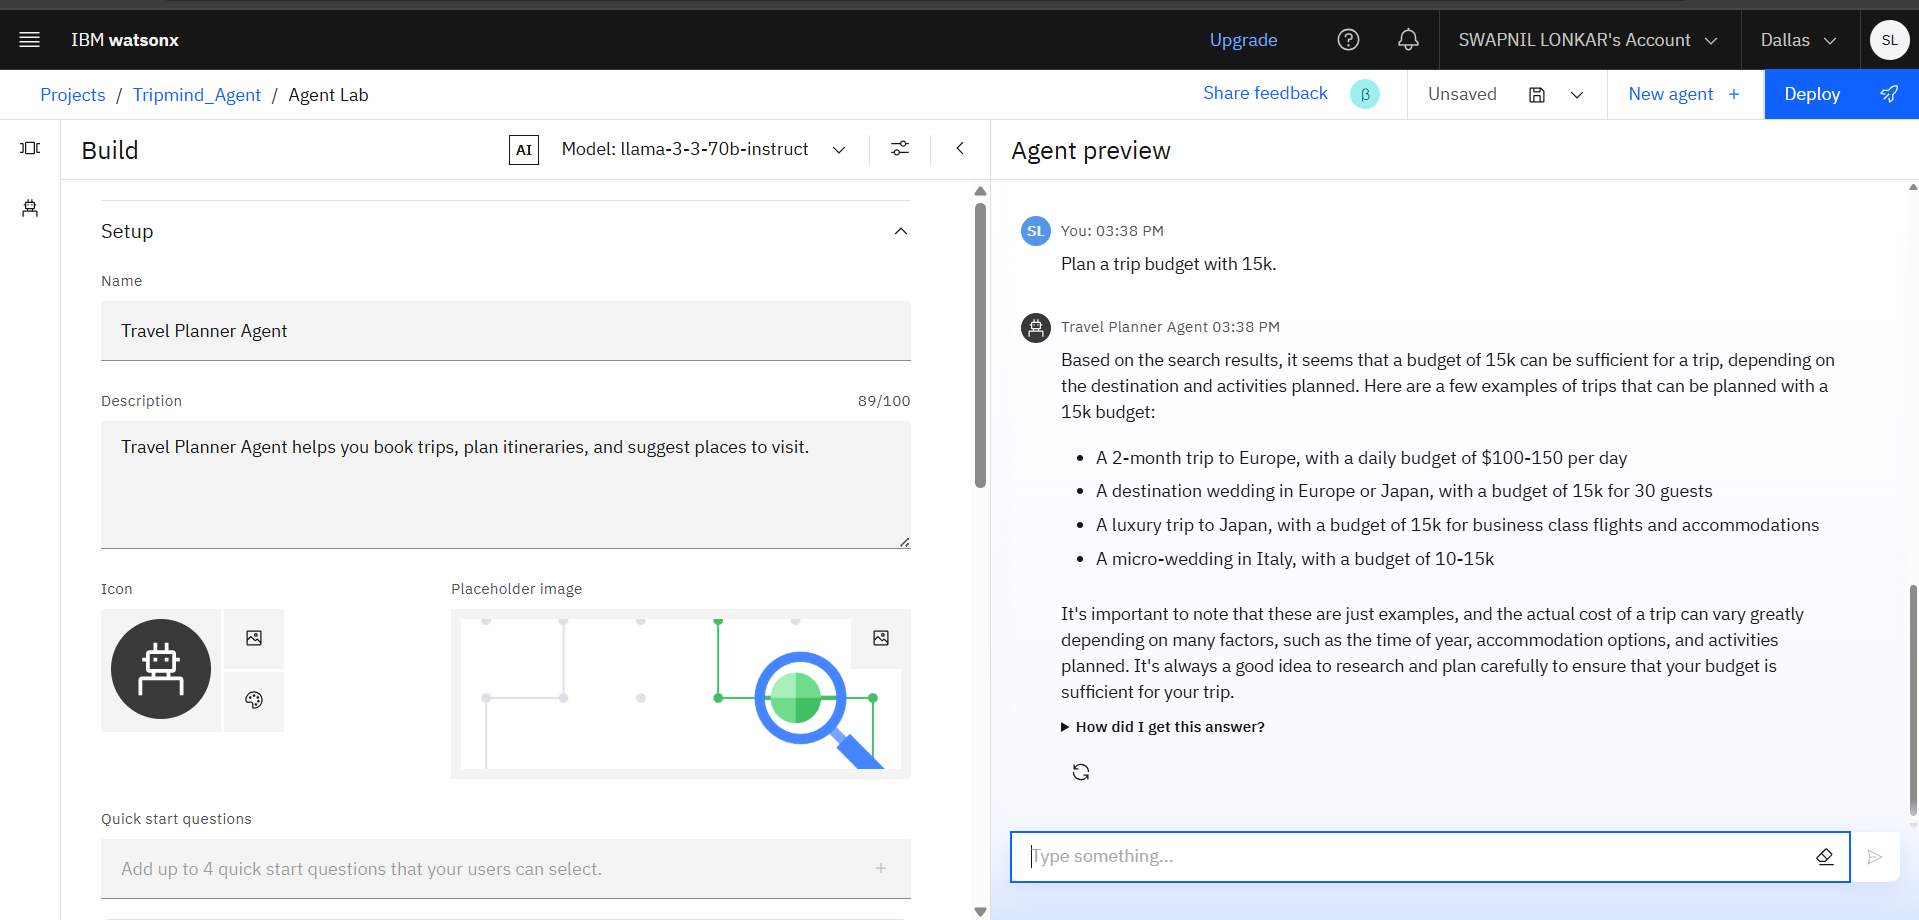 IBM watsonx
Upgrade
SWAPNIL LONKAR's Account
Dallas
SL
Projects / Tripmind_Agent / Agent Lab
Share feedback
β
Unsaved
New agent +
Deploy
Build
AI
Model: llama-3-3-70b-instruct
Setup
Name
Travel Planner Agent
Description
89/100
Travel Planner Agent helps you book trips, plan itineraries, and suggest places to visit.
Icon
Placeholder image
Quick start questions
Add up to 4 quick start questions that your users can select.
Agent preview
SL
You: 03:38 PM
Plan a trip budget with 15k.
Travel Planner Agent 03:38 PM
Based on the search results, it seems that a budget of 15k can be sufficient for a trip, depending on
the destination and activities planned. Here are a few examples of trips that can be planned with a
15k budget:
• A 2-month trip to Europe, with a daily budget of $100-150 per day
• A destination wedding in Europe or Japan, with a budget of 15k for 30 guests
• A luxury trip to Japan, with a budget of 15k for business class flights and accommodations
• A micro-wedding in Italy, with a budget of 10-15k
It's important to note that these are just examples, and the actual cost of a trip can vary greatly
depending on many factors, such as the time of year, accommodation options, and activities
planned. It's always a good idea to research and plan carefully to ensure that your budget is
sufficient for your trip.
How did I get this answer?
Type something...